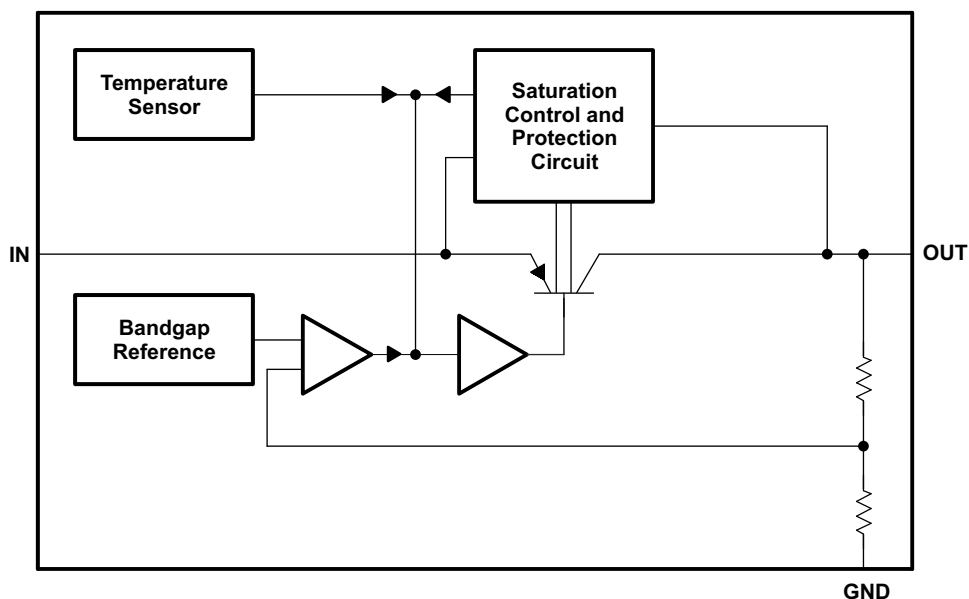 Temperature
Sensor
Saturation
Control and
Protection
Circuit
IN
OUT
Bandgap
Reference
GND